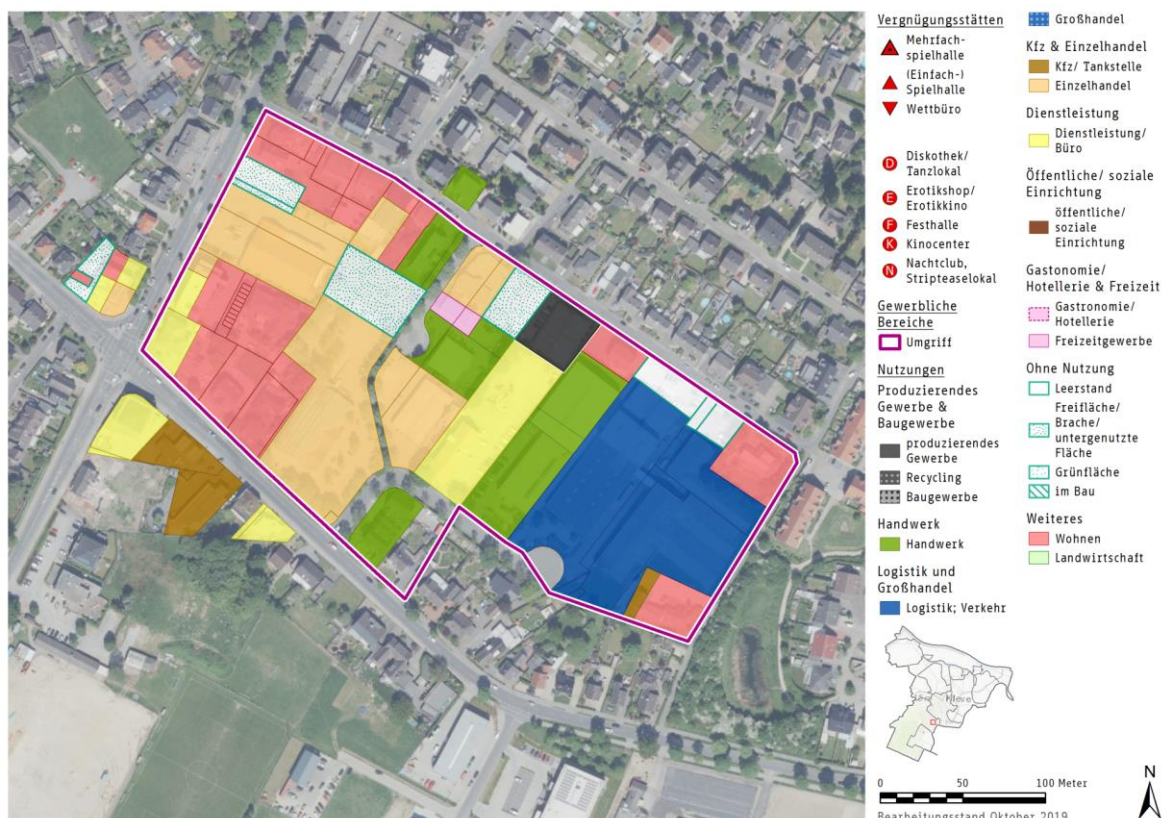 Vergnügungsstätten
Mehrfach-
spielhalle
(Einfach-)
Spielhalle
Wettbüro
Diskothek/
Tanzlokal
Erotikshop/
Erotikkino
Festhalle
Kinocenter
Nachtclub,
Stripteaselokal
D
E
F
K
N
Gewerbliche
Bereiche
Umgriff
Nutzungen
Produzierendes
Gewerbe &
Baugewerbe
produzierendes
Gewerbe
Recycling
Baugewerbe
Handwerk
Handwerk
Logistik und
Großhandel
Logistik; Verkehr
Großhandel
Kfz & Einzelhandel
Kfz/ Tankstelle
Einzelhandel
Dienstleistung
Dienstleistung/
Büro
Öffentliche/ soziale
Einrichtung
öffentliche/
soziale
Einrichtung
Gastonomie/
Hotellerie & Freizeit
Gastronomie/
Hotellerie
Freizeitgewerbe
Ohne Nutzung
Leerstand
Freifläche/
Brache/
untergenutzte
Fläche
Grünfläche
im Bau
Weiteres
Wohnen
Landwirtschaft
Kleve
0 50 100 Meter
Bearbeitungsstand Oktober 2019
N